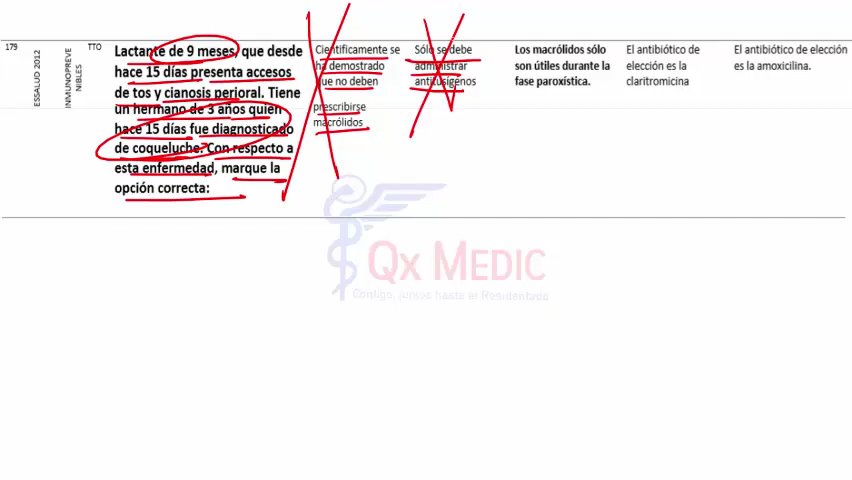 179
ESSALUD 2012
INMUNOPREVE
NIBLES
TTO
Lactante de 9 meses, que desde
hace 15 días presenta accesos
de tos y cianosis perioral. Tiene
un hermano de 3 años quien
hace 15 días fue diagnosticado
de coqueluche. Con respecto a
esta enfermedad, marque la
opción correcta:
Científicamente se
ha demostrado
que no deben
prescribirse
macrólidos
Sólo se debe
administrar
antitusígenos
Los macrólidos sólo
son útiles durante la
fase paroxística.
El antibiótico de
elección es la
claritromicina
El antibiótico de elección
es la amoxicilina.
QX MEDIC
Contigo, juntos hasta el Residentado